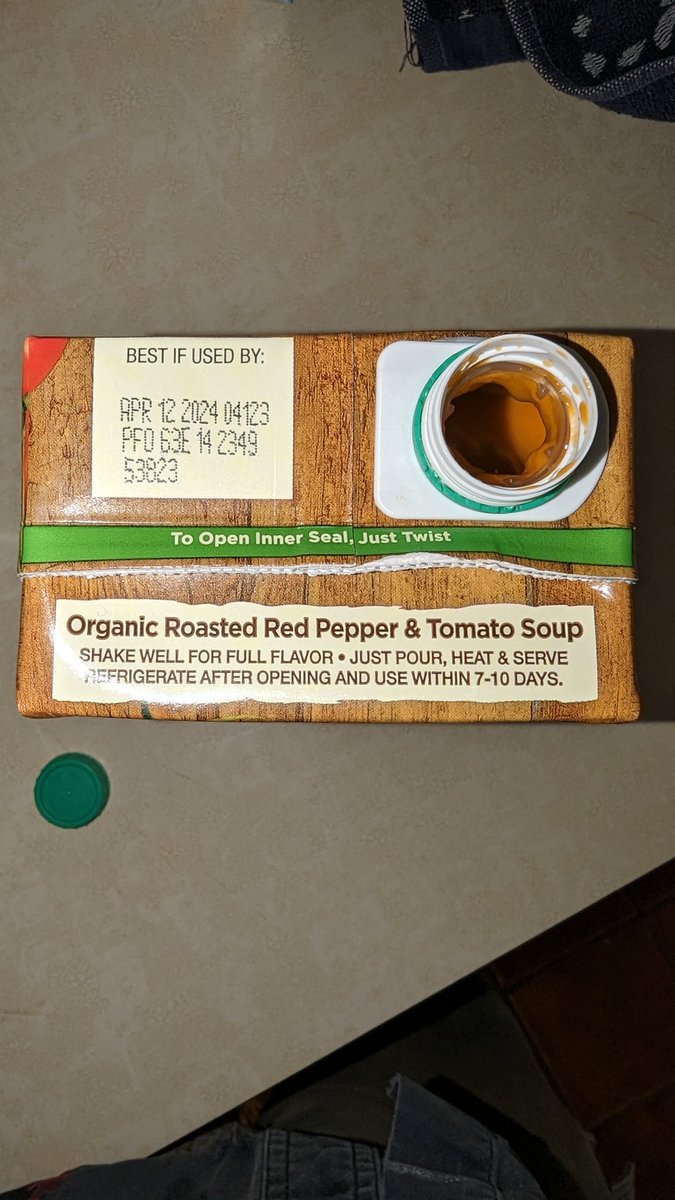 BEST IF USED BY:
APR 12 2024 04123
PFO 63E 14 2349
53823
To Open Inner Seal, Just Twist
Organic Roasted Red Pepper & Tomato Soup
SHAKE WELL FOR FULL FLAVOR • JUST POUR, HEAT & SERVE
REFRIGERATE AFTER OPENING AND USE WITHIN 7-10 DAYS.